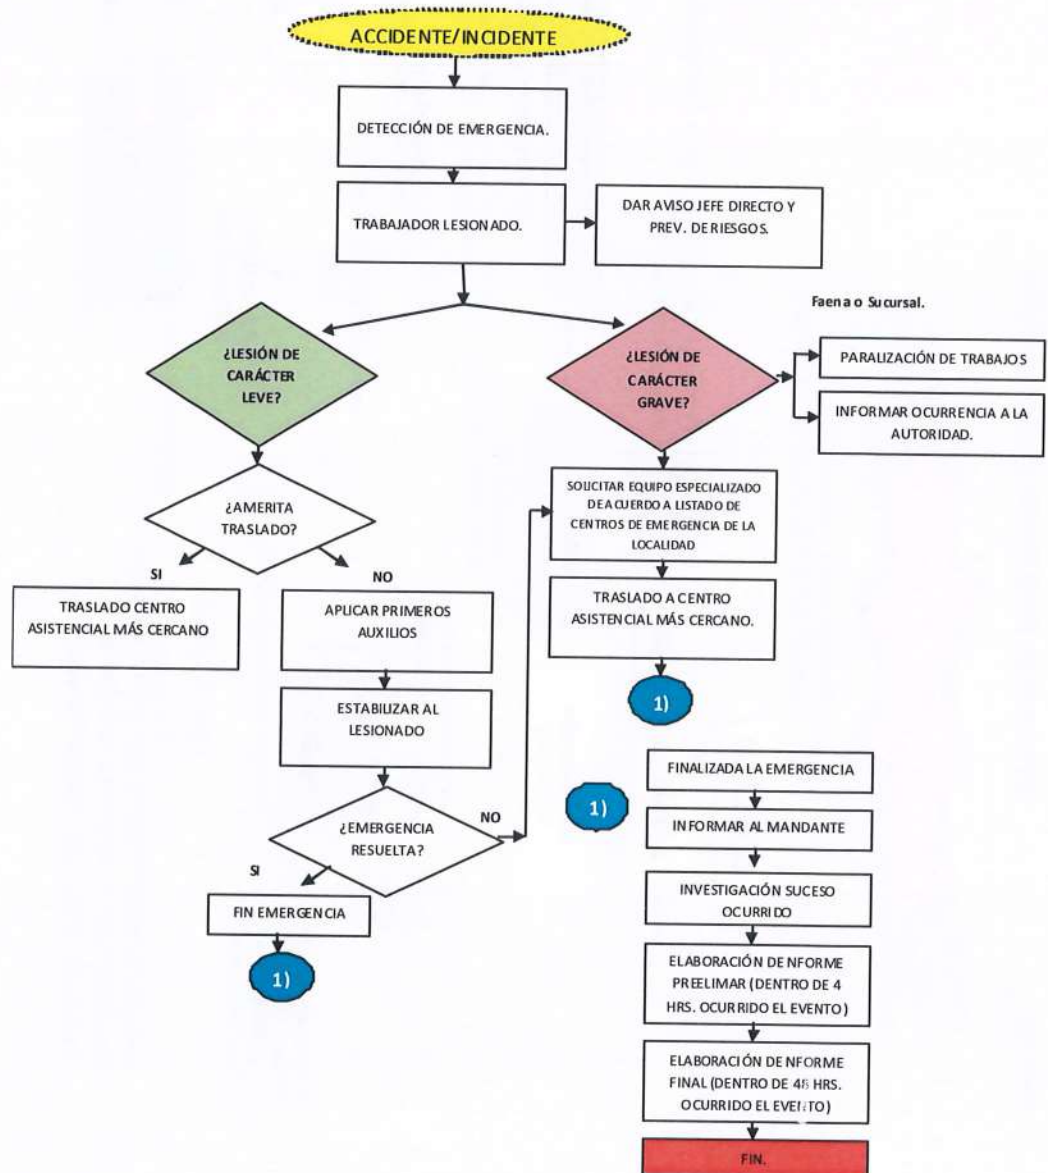 ACCIDENTE/INCIDENTE
DETECCIÓN DE EMERGENCIA.
TRABAJADOR LESIONADO.
DAR AVISO JEFE DIRECTO Y
PREV. DE RIESGOS.
Faena o Sucursal.
¿LESIÓN DE
CARÁCTER
LEVE?
¿LESIÓN DE
CARÁCTER
GRAVE?
PARALIZACIÓN DE TRABAJOS
INFORMAR OCURRENCIA A LA
AUTORIDAD.
¿AMERITA
TRASLADO?
SI
NO
TRASLADO CENTRO
ASISTENCIAL MÁS CERCANO
APLICAR PRIMEROS
AUXILIOS
ESTABILIZAR AL
LESIONADO
¿EMERGENCIA
RESUELTA?
NO
SI
FIN EMERGENCIA
1)
SOLICITAR EQUIPO ESPECIALIZADO
DE ACUERDO A LISTADO DE
CENTROS DE EMERGENCIA DE LA
LOCALIDAD
TRASLADO A CENTRO
ASISTENCIAL MÁS CERCANO.
1)
1)
FINALIZADA LA EMERGENCIA
INFORMAR AL MANDANTE
INVESTIGACIÓN SUCESO
OCURRIDO
ELABORACIÓN DE NFORME
PREELIMAR (DENTRO DE 4
HRS. OCURRIDO EL EVENTO)
ELABORACIÓN DE NFORME
FINAL (DENTRO DE 48 HRS.
OCURRIDO EL EVENTO)
FIN.